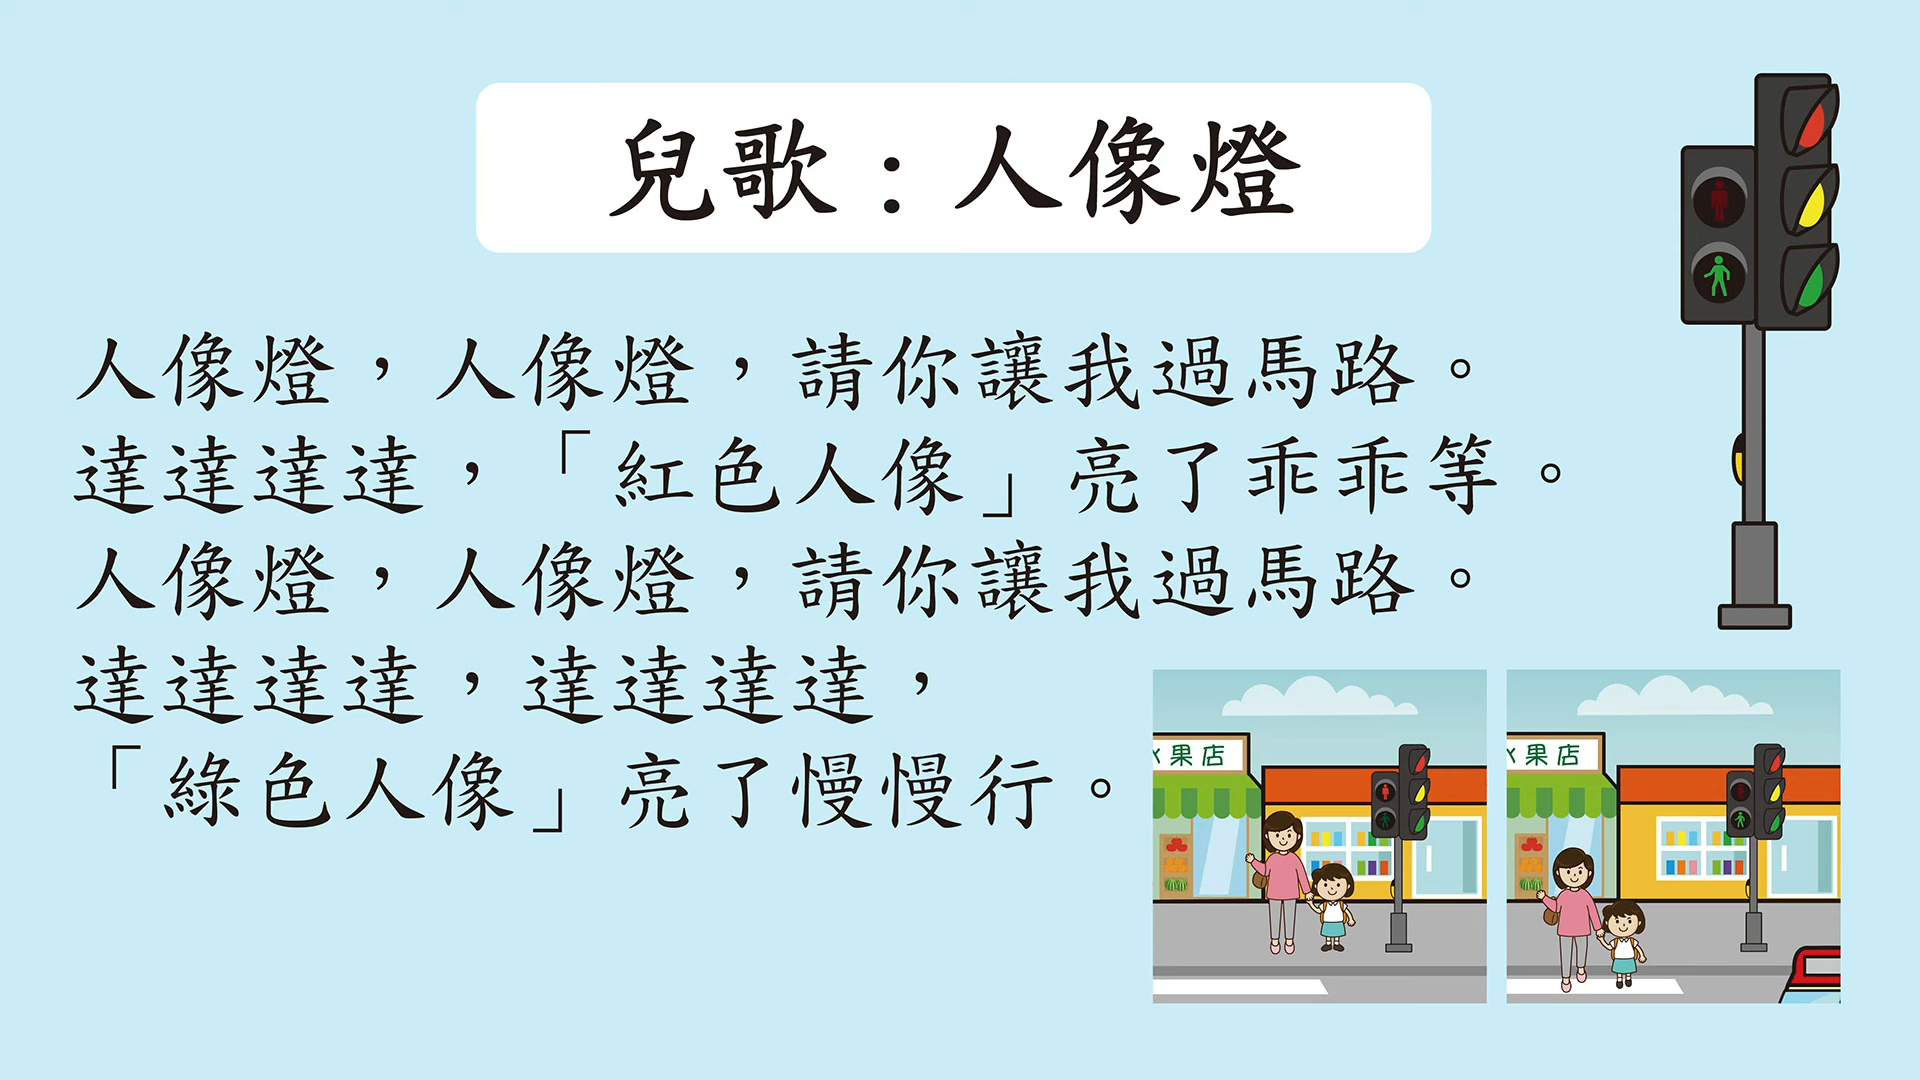 兒歌：人像燈
人像燈，人像燈，請你讓我過馬路。
達達達達，「紅色人像」亮了乖乖等。
人像燈，人像燈，請你讓我過馬路。
達達達達，達達達達，
「綠色人像」亮了慢慢行。
果店
果店